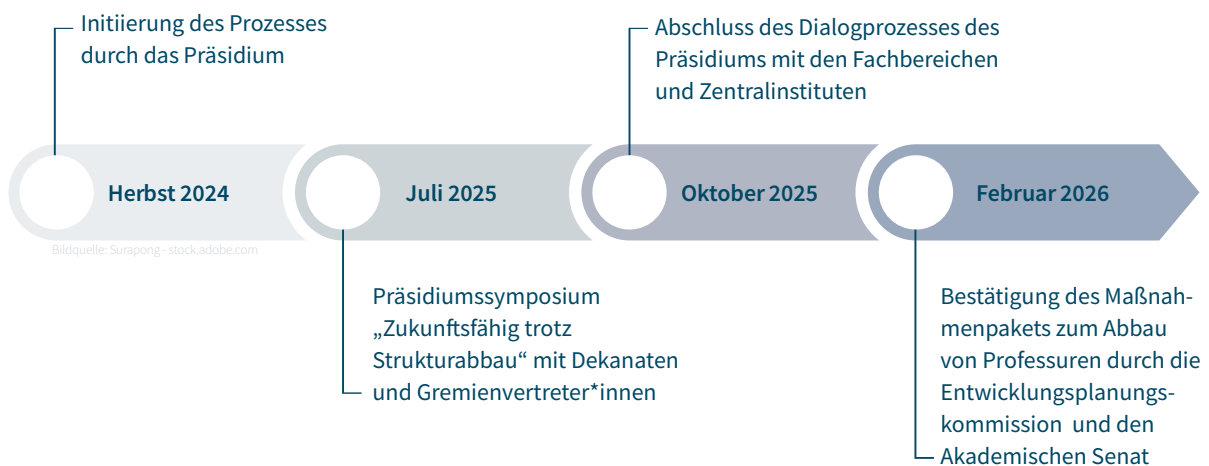 Initiierung des Prozesses
durch das Präsidium
Abschluss des Dialogprozesses des
Präsidiums mit den Fachbereichen
und Zentralinstituten
Herbst 2024
Juli 2025
Oktober 2025
Februar 2026
Bildquelle: Surapong - stock.adobe.com
Präsidiumssymposium
„Zukunftsfähig trotz
Strukturabbau“ mit Dekanaten
und Gremienvertreter*innen
Bestätigung des Maßnah-
menpakets zum Abbau
von Professuren durch die
Entwicklungsplanungs-
kommission und den
Akademischen Senat